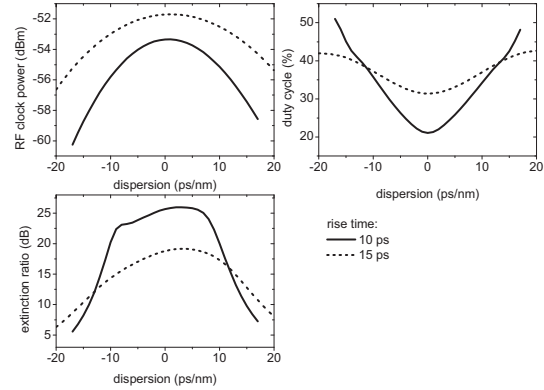 RF clock power (dBm)
-52
-54
-56
-58
-60
-20 -10 0 10 20
dispersion (ps/nm)
duty cycle (%)
50
40
30
20
-20 -10 0 10 20
dispersion (ps/nm)
extinction ratio (dB)
25
20
15
10
5
-20 -10 0 10 20
dispersion (ps/nm)
rise time:
10 ps
15 ps